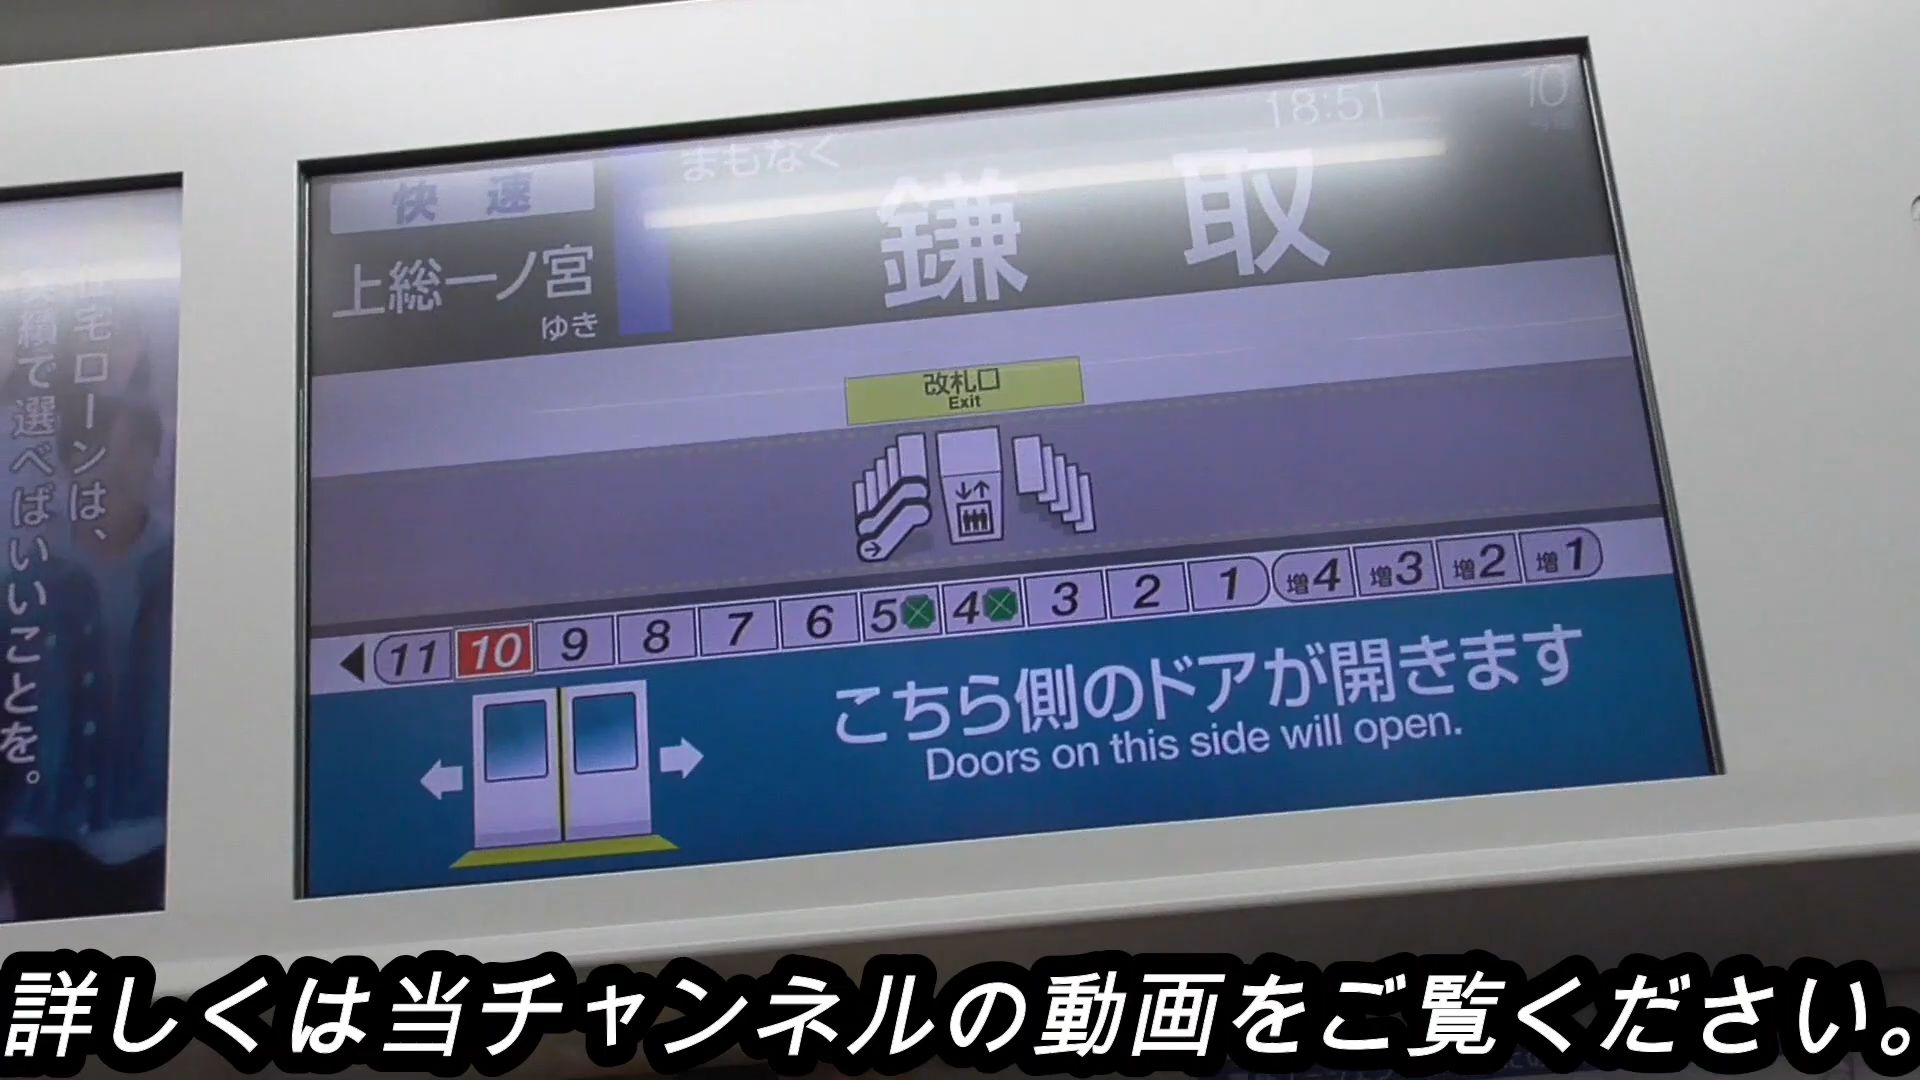 18:51
10
号車
快速
まもなく
鎌取
上総一ノ宮
ゆき
改札口
Exit
11 10 9 8 7 6 5 4 3 2 1 増4 増3 増2 増1
こちら側のドアが開きます
Doors on this side will open.
住宅ローンは、
実績で選べばいいことを。
詳しくは当チャンネルの動画をご覧ください。